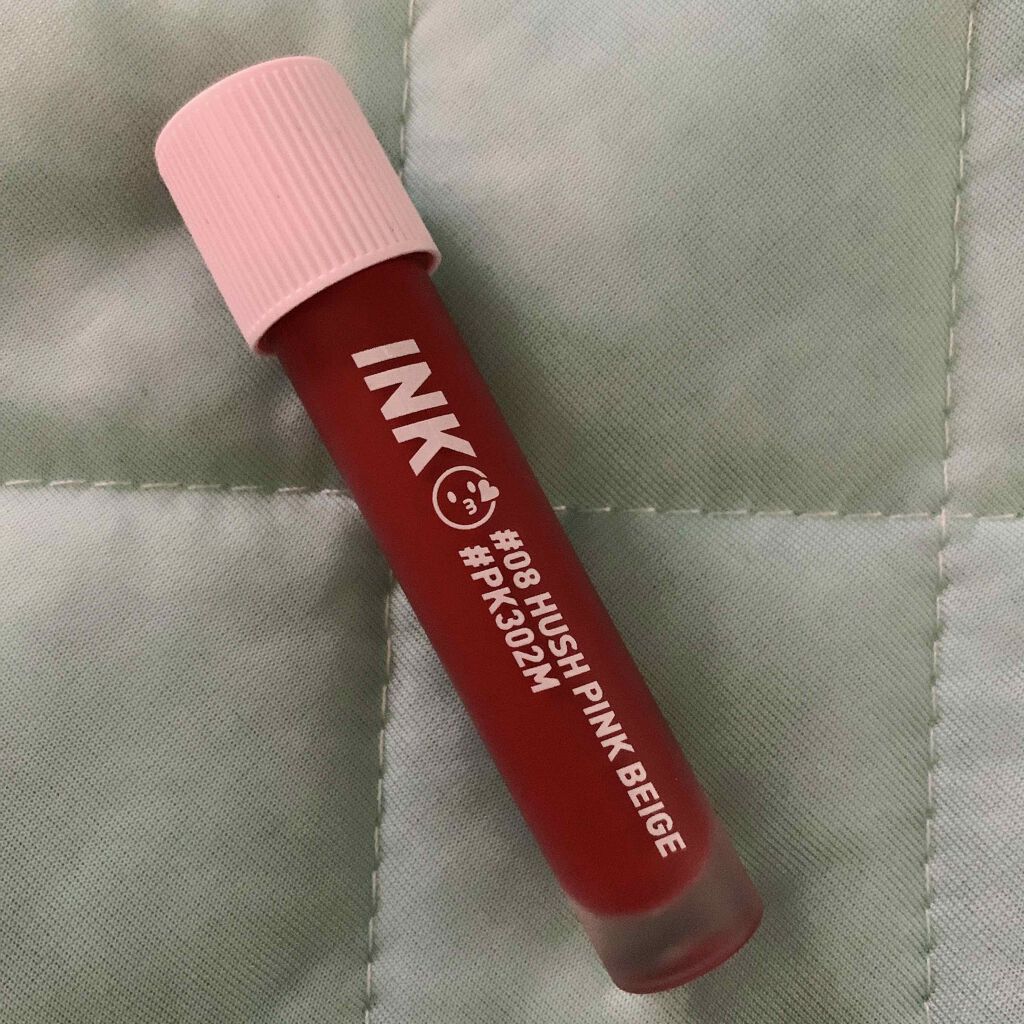 INK
#08 HUSH PINK BEIGE
#PK302M